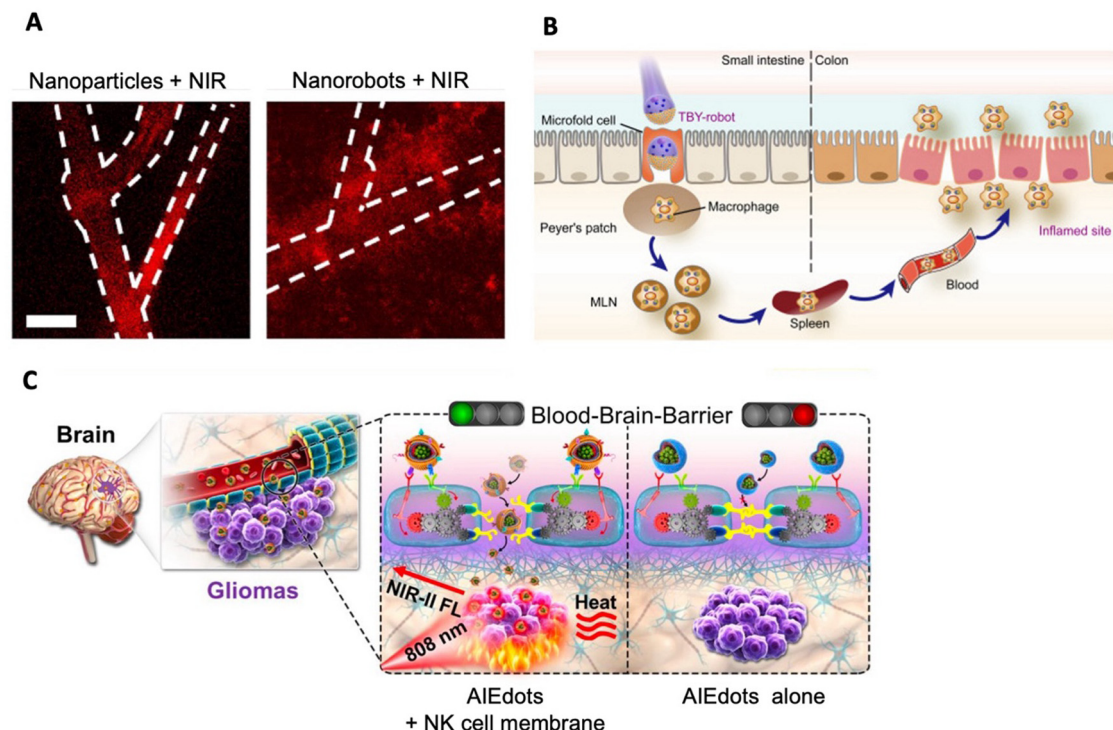 A
Nanoparticles + NIR
Nanorobots + NIR
B
Small intestine
Colon
Microfold cell
TBY-robot
Macrophage
Peyer's patch
MLN
Spleen
Blood
Inflamed site
C
Brain
Gliomas
Blood-Brain-Barrier
NIR-II FL
808 nm
Heat
AIEdots
+ NK cell membrane
AIEdots alone